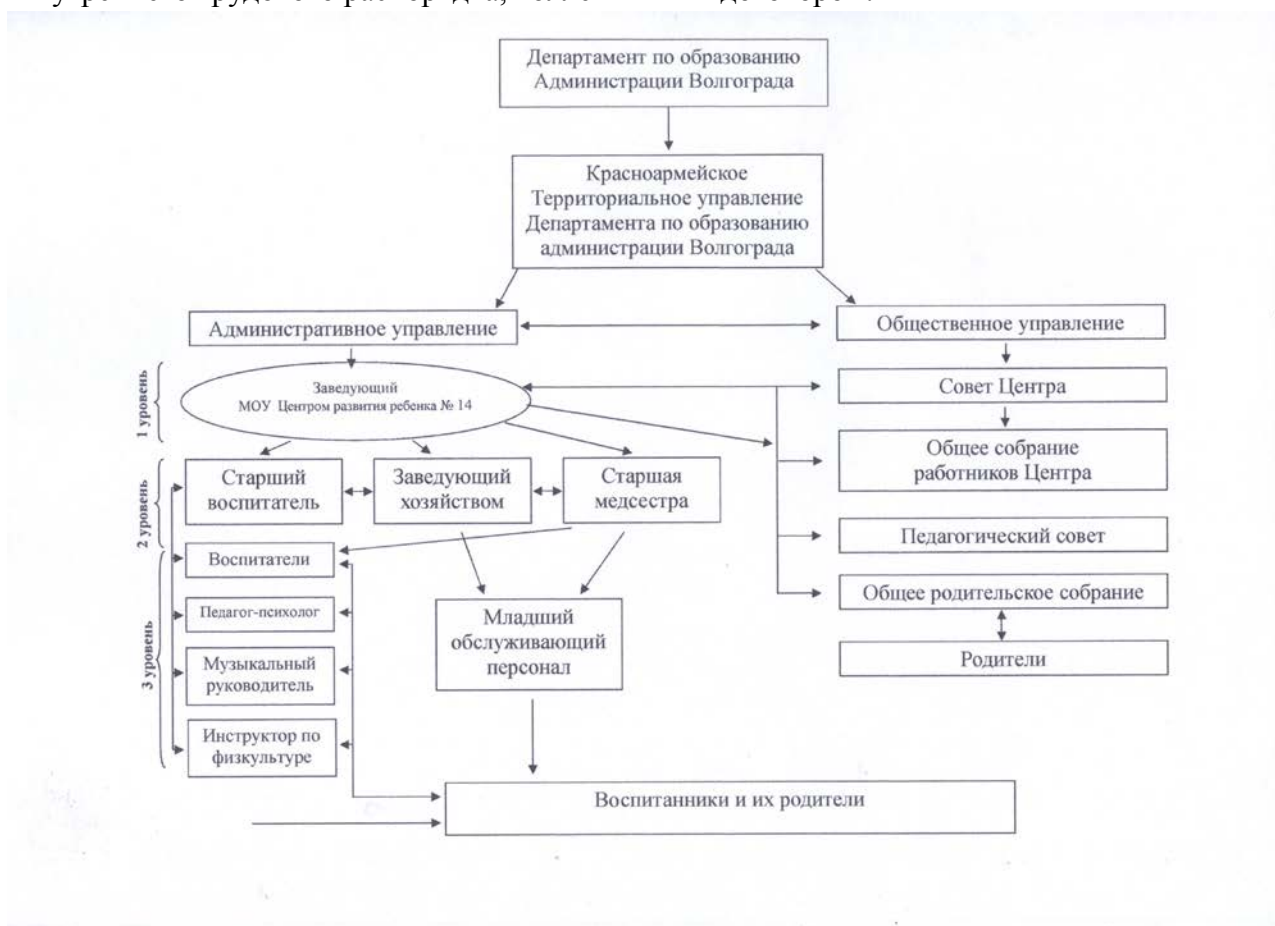 Департамент по образованию
Администрации Волгограда
Красноармейское
Территориальное управление
Департамента по образованию
администрации Волгограда
Административное управление
Общественное управление
1 уровень
Заведующий
МОУ Центром развития ребенка № 14
Совет Центра
Общее собрание
работников Центра
2 уровень
Старший
воспитатель
Заведующий
хозяйством
Старшая
медсестра
Педагогический совет
3 уровень
Воспитатели
Общее родительское собрание
Педагог-психолог
Младший
обслуживающий
персонал
Родители
Музыкальный
руководитель
Инструктор по
физкультуре
Воспитанники и их родители